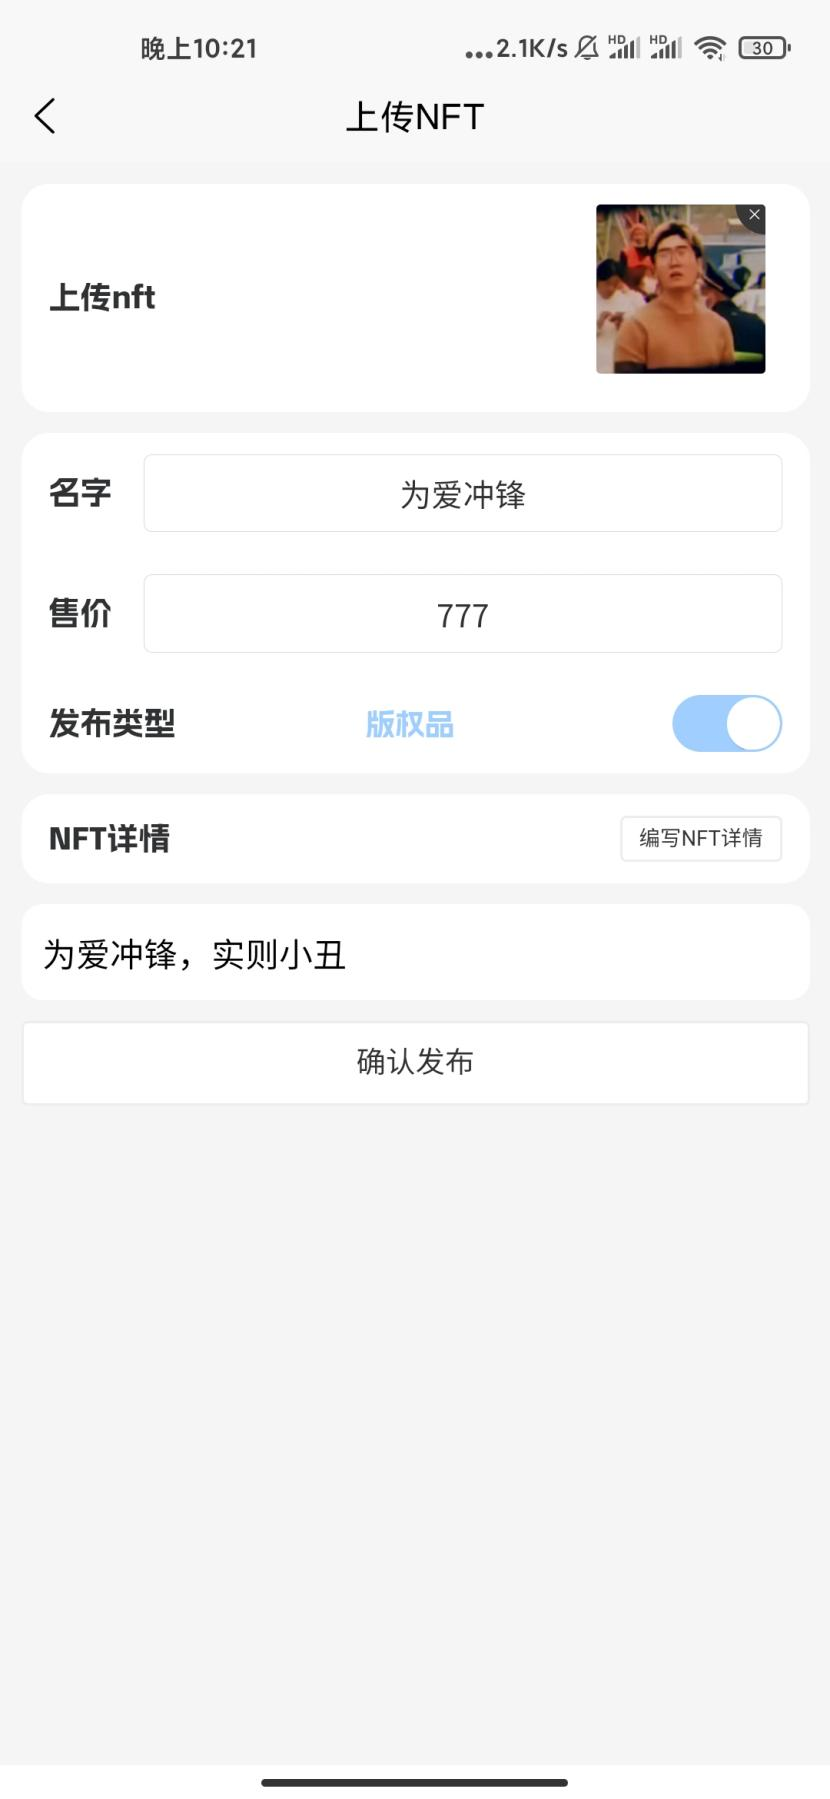 晚上10:21
...2.1K/s HD HD 30
上传NFT
上传nft
名字 为爱冲锋
售价 777
发布类型 版权品
NFT详情 编写NFT详情
为爱冲锋，实则小丑
确认发布